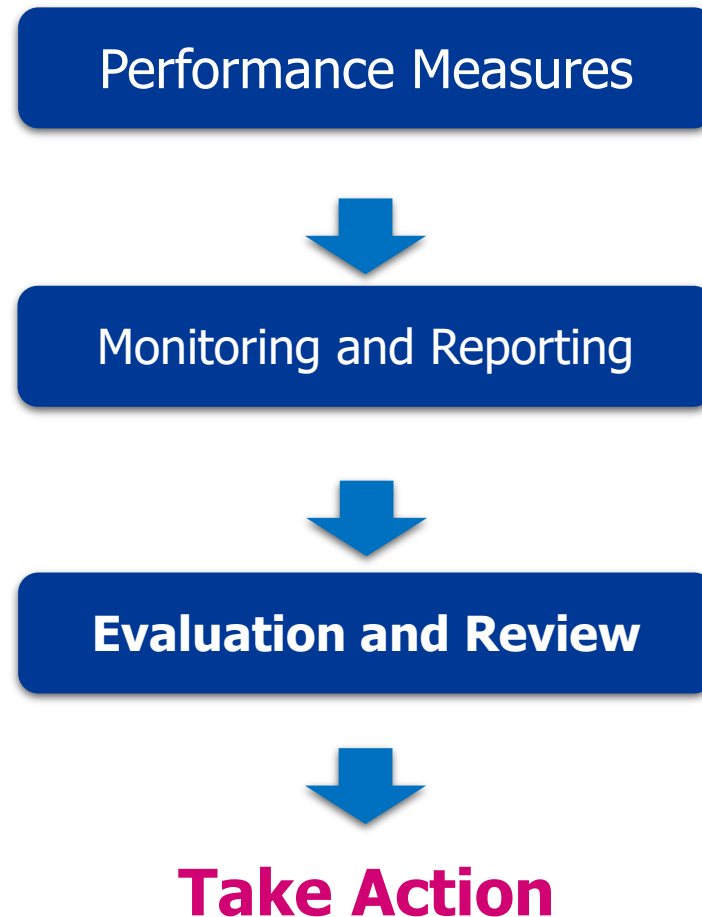 Performance Measures
Monitoring and Reporting
Evaluation and Review
Take Action